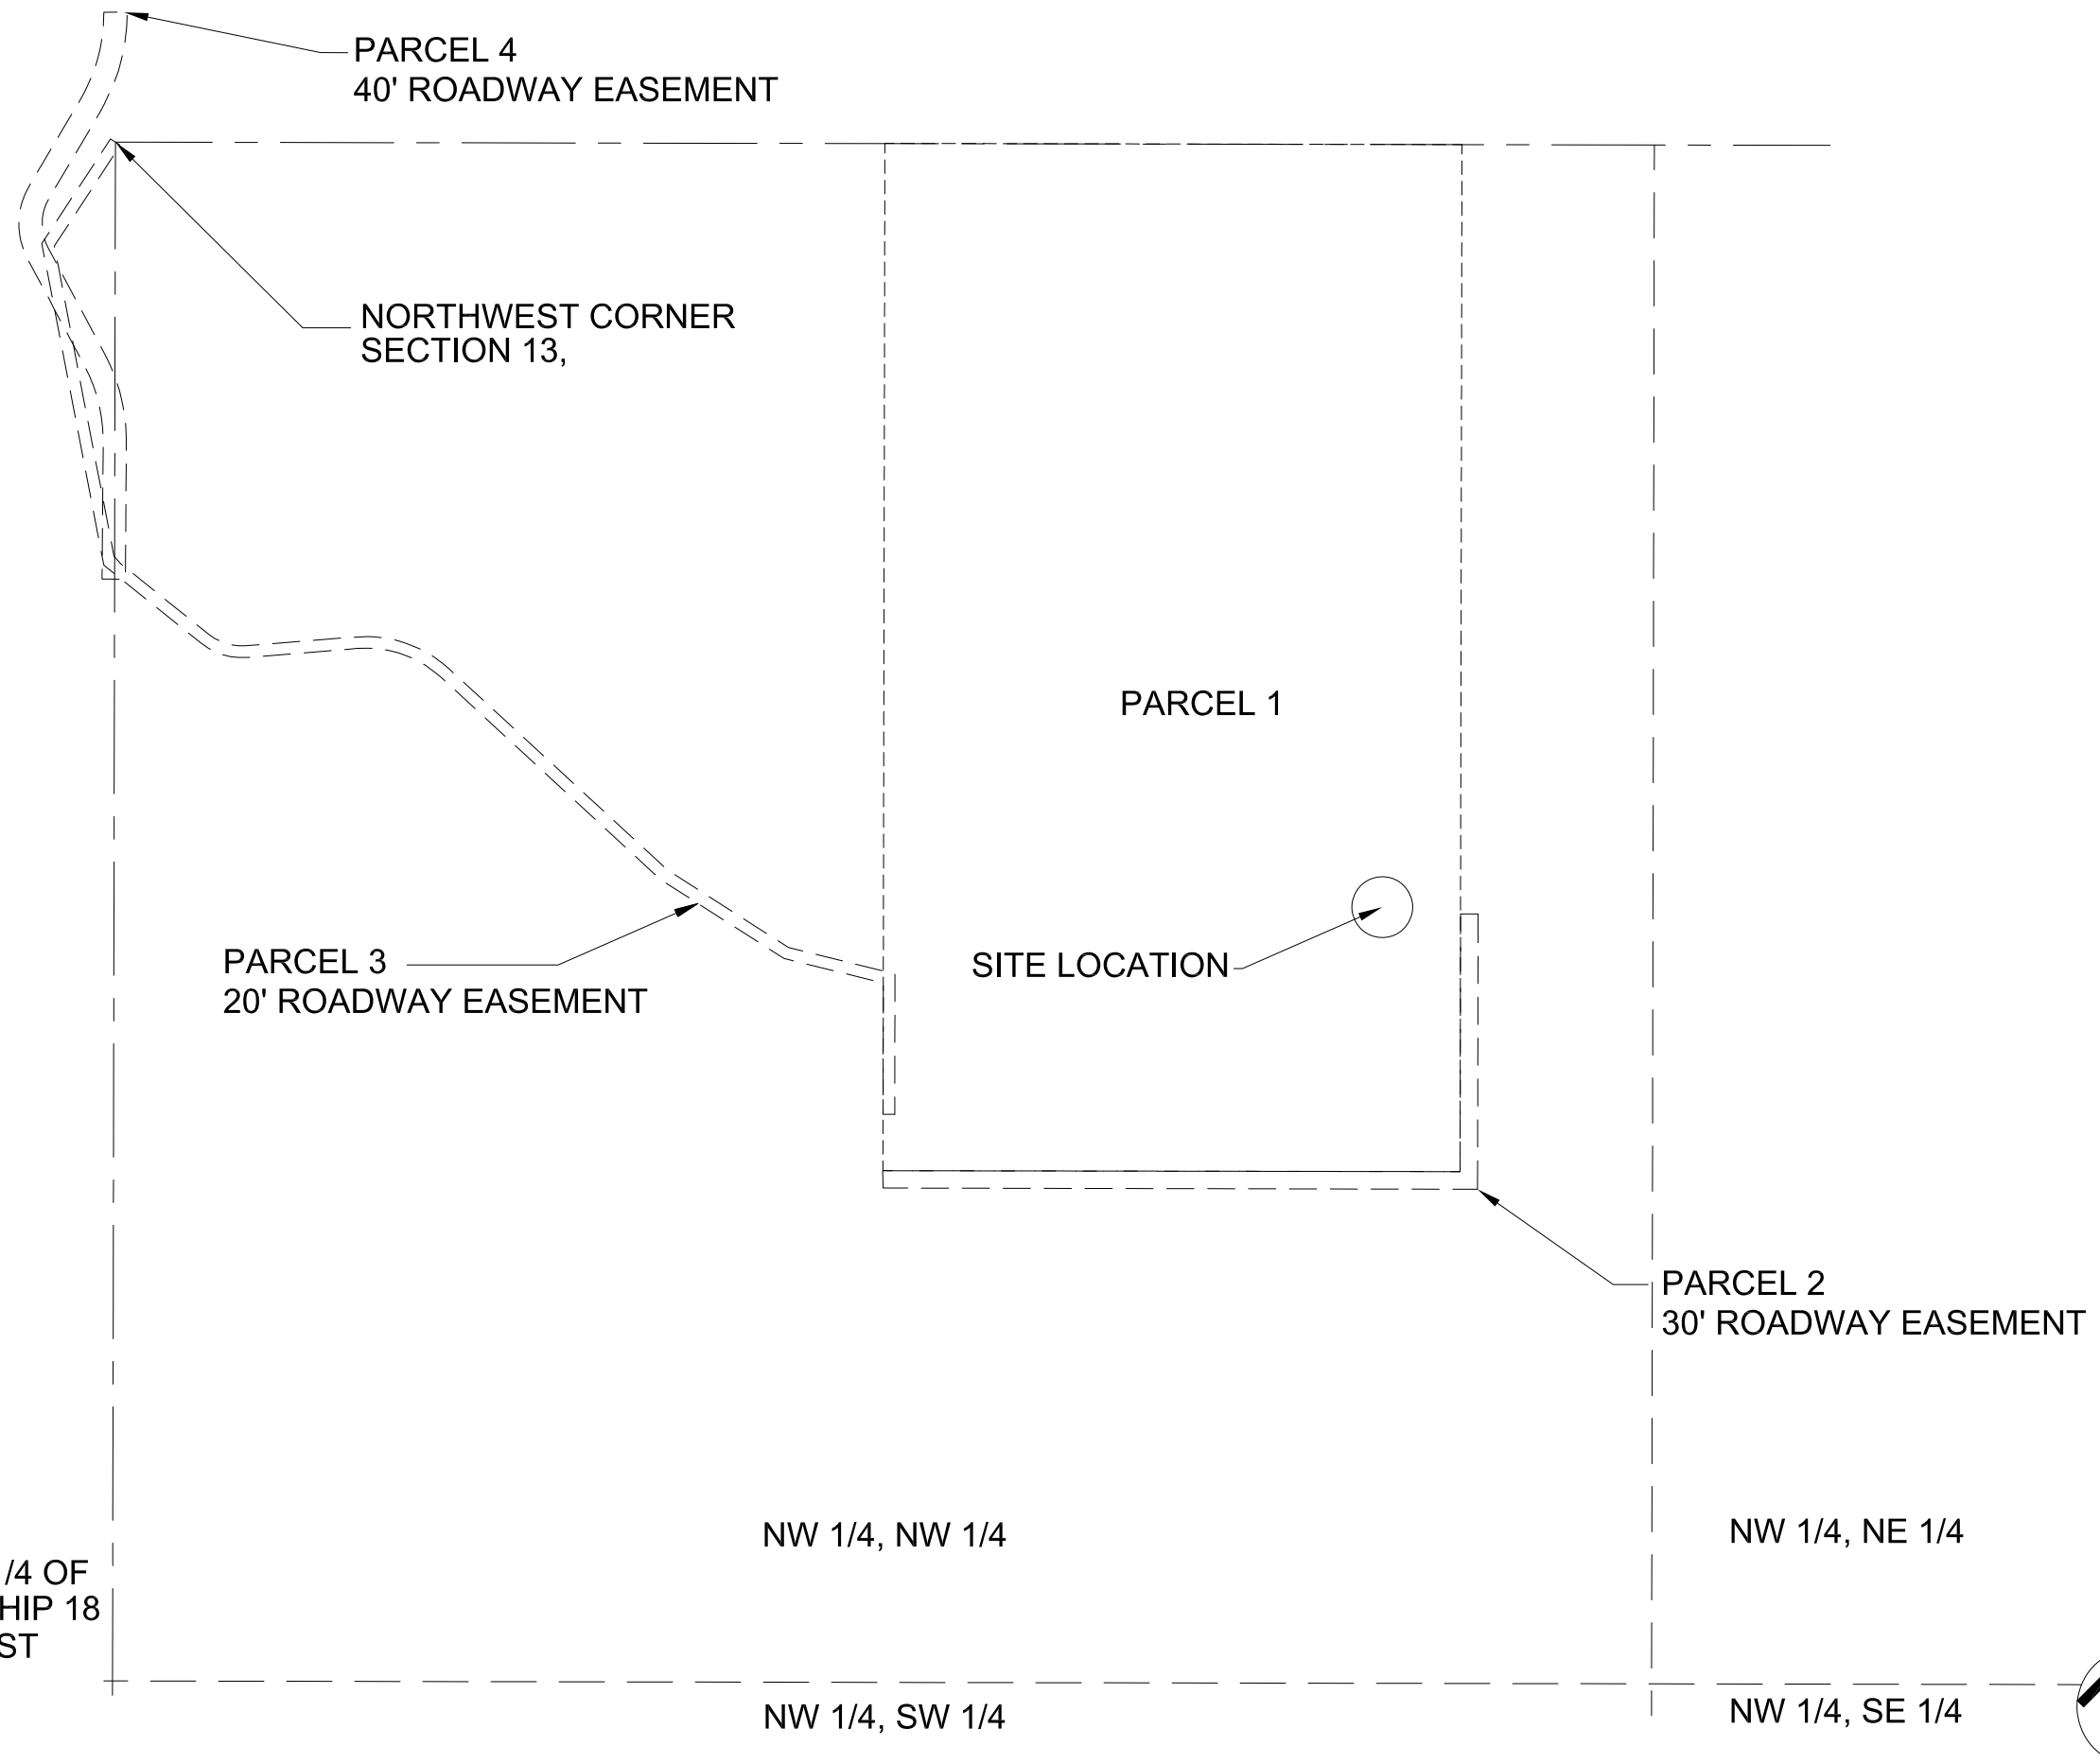 PARCEL 4
40' ROADWAY EASEMENT
NORTHWEST CORNER
SECTION 13,
PARCEL 1
PARCEL 3
20' ROADWAY EASEMENT
SITE LOCATION
PARCEL 2
30' ROADWAY EASEMENT
NW 1/4, NW 1/4
NW 1/4, NE 1/4
/4 OF
HIP 18
ST
NW 1/4, SW 1/4
NW 1/4, SE 1/4